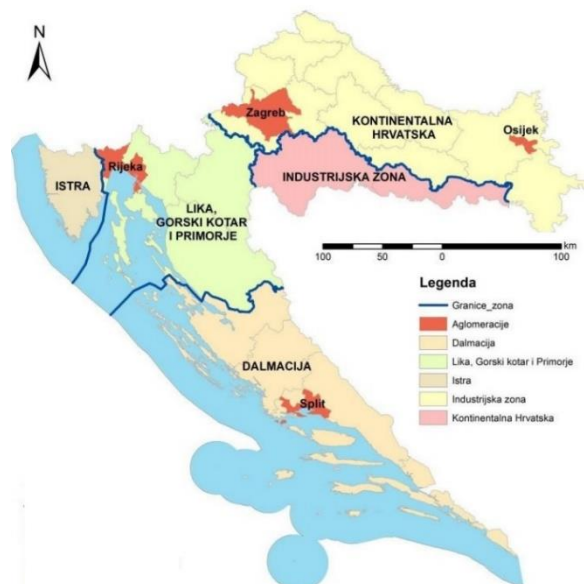 N
Zagreb
KONTINENTALNA
HRVATSKA
Osijek
Rijeka
ISTRA
INDUSTRIJSKA ZONA
LIKA,
GORSKI KOTAR
I PRIMORJE
km
100 50 0 100
Legenda
Granice_zona
Aglomeracije
Dalmacija
Lika, Gorski kotar i Primorje
Istra
Industrijska zona
Kontinentalna Hrvatska
DALMACIJA
Split